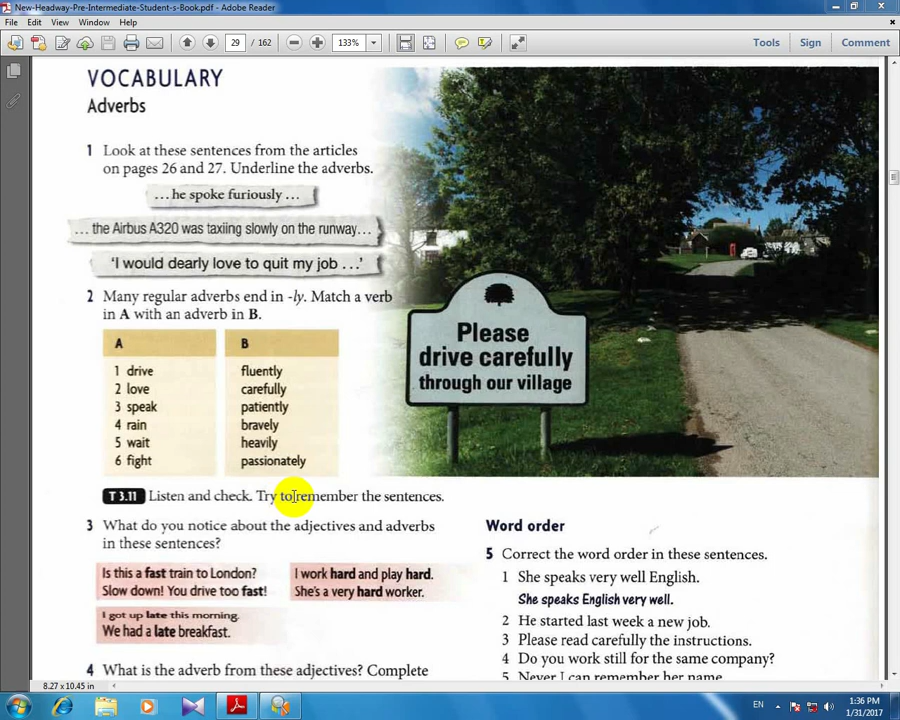 New-Headway-Pre-Intermediate-Student-s-Book.pdf - Adobe Reader
File Edit View Window Help
29 / 162 133% Tools Sign Comment
VOCABULARY
Adverbs
1 Look at these sentences from the articles
on pages 26 and 27. Underline the adverbs.
…he spoke furiously …
… the Airbus A320 was taxiing slowly on the runway…
'I would dearly love to quit my job …'
2 Many regular adverbs end in -ly. Match a verb
in A with an adverb in B.
A B
1 drive fluently
2 love carefully
3 speak patiently
4 rain bravely
5 wait heavily
6 fight passionately
T 3.11 Listen and check. Try to remember the sentences.
3 What do you notice about the adjectives and adverbs
in these sentences?
Is this a fast train to London?
Slow down! You drive too fast!
I work hard and play hard.
She's a very hard worker.
I got up late this morning.
We had a late breakfast.
4 What is the adverb from these adjectives? Complete
Please
drive carefully
through our village
Word order
5 Correct the word order in these sentences.
1 She speaks very well English.
She speaks English very well.
2 He started last week a new job.
3 Please read carefully the instructions.
4 Do you work still for the same company?
5 Never I can remember her name.
8.27 x 10.45 in
EN
1:36 PM
1/31/2017